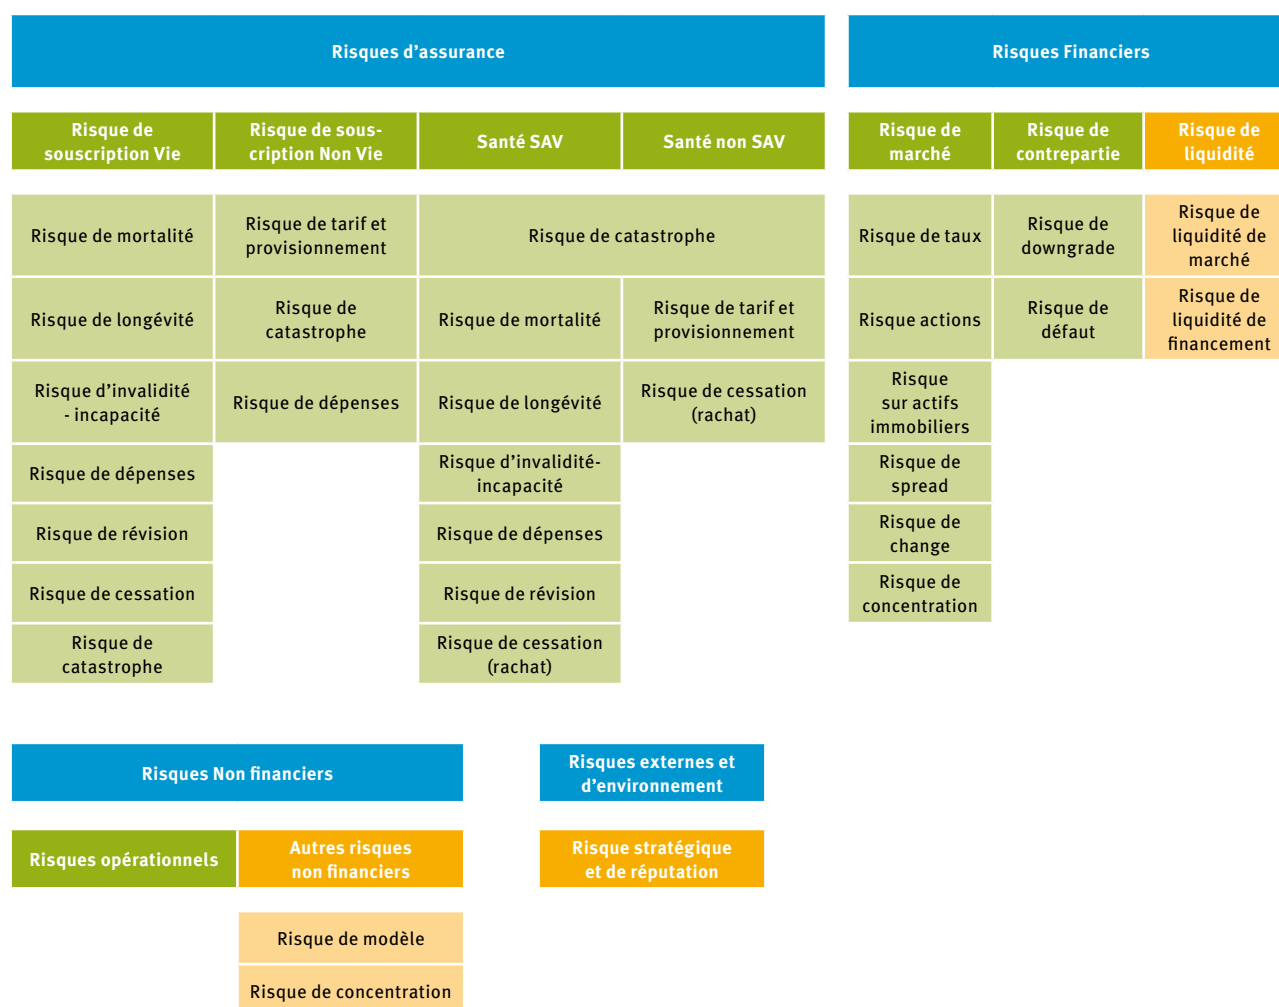 Risques d’assurance
Risques Financiers
Risque de
souscription Vie
Risque de sous-
cription Non Vie
Santé SAV
Santé non SAV
Risque de
marché
Risque de
contrepartie
Risque de
liquidité
Risque de mortalité
Risque de tarif et
provisionnement
Risque de catastrophe
Risque de taux
Risque de
downgrade
Risque de
liquidité de
marché
Risque de longévité
Risque de
catastrophe
Risque de mortalité
Risque de tarif et
provisionnement
Risque actions
Risque de
défaut
Risque de
liquidité de
financement
Risque d’invalidité
- incapacité
Risque de dépenses
Risque de longévité
Risque de cessation
(rachat)
Risque
sur actifs
immobiliers
Risque de dépenses
Risque d’invalidité-
incapacité
Risque de
spread
Risque de révision
Risque de dépenses
Risque de
change
Risque de cessation
Risque de révision
Risque de
concentration
Risque de
catastrophe
Risque de cessation
(rachat)
Risques Non financiers
Risques externes et
d’environnement
Risques opérationnels
Autres risques
non financiers
Risque stratégique
et de réputation
Risque de modèle
Risque de concentration